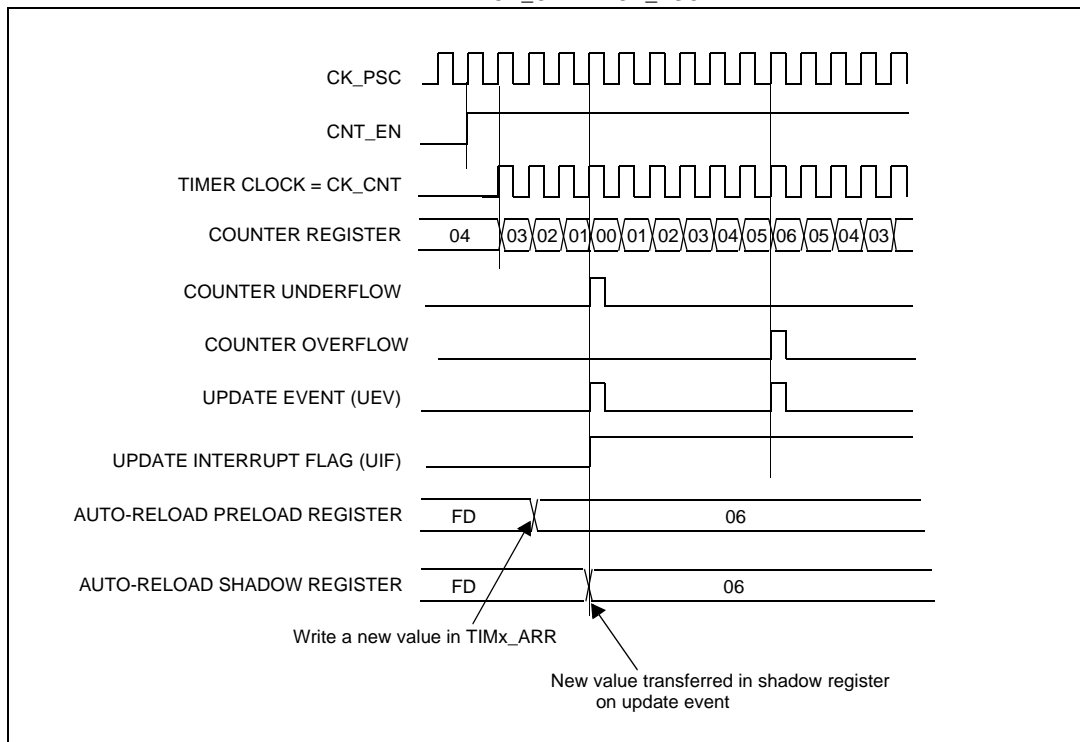 CK_PSC
CNT_EN
TIMER CLOCK = CK_CNT
COUNTER REGISTER 04 03 02 01 00 01 02 03 04 05 06 05 04 03
COUNTER UNDERFLOW
COUNTER OVERFLOW
UPDATE EVENT (UEV)
UPDATE INTERRUPT FLAG (UIF)
AUTO-RELOAD PRELOAD REGISTER FD 06
AUTO-RELOAD SHADOW REGISTER FD 06
Write a new value in TIMx_ARR
New value transferred in shadow register
on update event